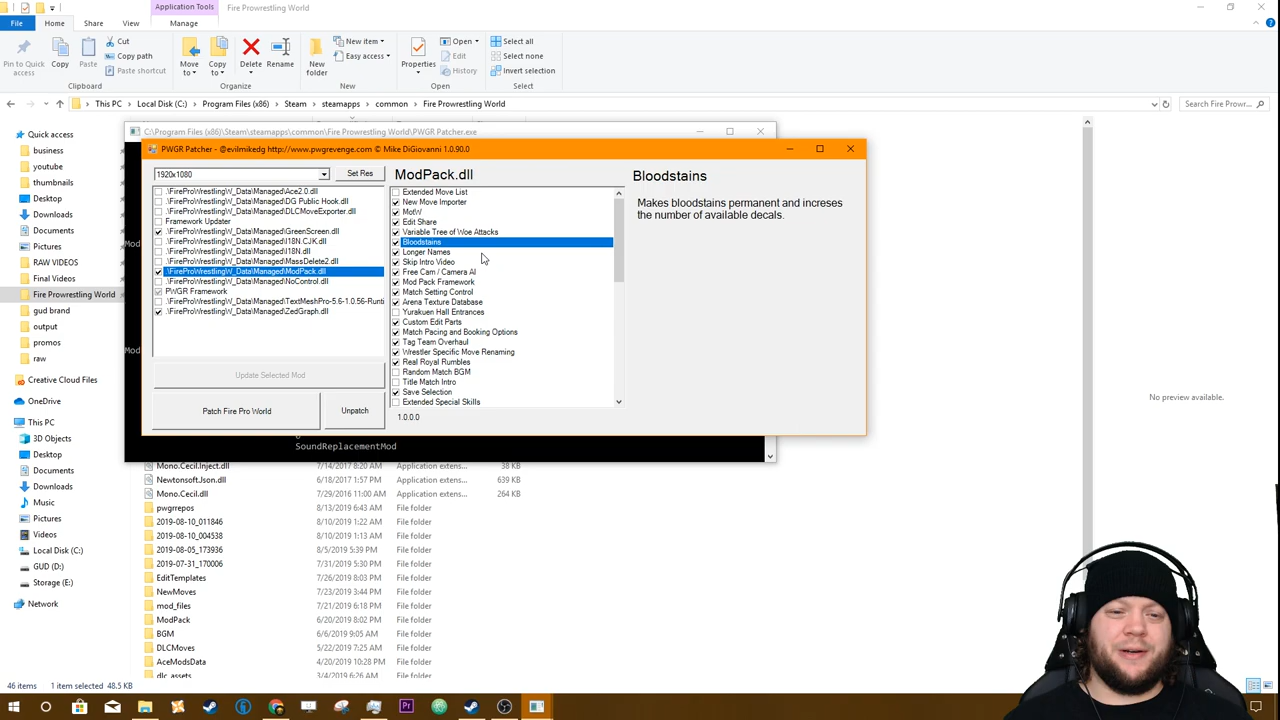 Application Tools
Fire Prowrestling World
File
Home
Share
View
Manage
Pin to Quick access
Copy
Paste
Cut
Copy path
Paste shortcut
Clipboard
Move to
Copy to
Delete
Rename
Organize
New folder
New item
Easy access
New
Properties
Open
Edit
History
Open
Select all
Select none
Invert selection
Select
This PC > Local Disk (C:) > Program Files (x86) > Steam > steamapps > common > Fire Prowrestling World
Search Fire Prowr...
Quick access
business
youtube
thumbnails
Desktop
Downloads
Documents
Pictures
RAW VIDEOS
Final Videos
Fire Prowrestling World
gud brand
output
promos
raw
Creative Cloud Files
OneDrive
This PC
3D Objects
Desktop
Documents
Downloads
Music
Pictures
Videos
Local Disk (C:)
GUD (D:)
Storage (E:)
Network
46 items
1 item selected 48.5 KB
C:\Program Files (x86)\Steam\steamapps\common\Fire Prowrestling World\PWGR Patcher.exe
Mod
Mod
SoundReplacementMod
PWGR Patcher - @evilmikedg http://www.pwgrevenge.com © Mike DiGiovanni 1.0.90.0
1920x1080
Set Res
.\FireProWrestlingW_Data\Managed\Ace2.0.dll
.\FireProWrestlingW_Data\Managed\DG Public Hook.dll
.\FireProWrestlingW_Data\Managed\DLCMoveExporter.dll
Framework Updater
.\FireProWrestlingW_Data\Managed\GreenScreen.dll
.\FireProWrestlingW_Data\Managed\I18N.CJK.dll
.\FireProWrestlingW_Data\Managed\I18N.dll
.\FireProWrestlingW_Data\Managed\MassDelete2.dll
.\FireProWrestlingW_Data\Managed\ModPack.dll
.\FireProWrestlingW_Data\Managed\NoControl.dll
PWGR Framework
.\FireProWrestlingW_Data\Managed\TextMeshPro-5.6-1.0.56-Runti
.\FireProWrestlingW_Data\Managed\ZedGraph.dll
Update Selected Mod
Patch Fire Pro World
Unpatch
ModPack.dll
Extended Move List
New Move Importer
MotW
Edit Share
Variable Tree of Woe Attacks
Bloodstains
Longer Names
Skip Intro Video
Free Cam / Camera AI
Mod Pack Framework
Match Setting Control
Arena Texture Database
Yurakuen Hall Entrances
Custom Edit Parts
Match Pacing and Booking Options
Tag Team Overhaul
Wrestler Specific Move Renaming
Real Royal Rumbles
Random Match BGM
Title Match Intro
Save Selection
Extended Special Skills
1.0.0.0
Bloodstains
Makes bloodstains permanent and increses
the number of available decals.
No preview available.
Mono.Cecil.Inject.dll 7/14/2017 8:20 AM Application extens... 38 KB
Newtonsoft.Json.dll 6/18/2017 1:57 PM Application extens... 639 KB
Mono.Cecil.dll 7/29/2016 11:00 AM Application extens... 264 KB
pwgrrepos 8/13/2019 6:43 AM File folder
2019-08-10_011846 8/10/2019 1:22 AM File folder
2019-08-10_004538 8/10/2019 1:13 AM File folder
2019-08-05_173936 8/5/2019 5:39 PM File folder
2019-07-31_170006 7/31/2019 5:30 PM File folder
EditTemplates 7/26/2019 8:03 PM File folder
NewMoves 7/23/2019 3:44 PM File folder
mod_files 7/21/2019 6:18 PM File folder
ModPack 6/20/2019 8:02 PM File folder
BGM 6/6/2019 9:05 AM File folder
DLCMoves 5/22/2019 7:25 AM File folder
AceModsData 4/20/2019 10:28 PM File folder
dlc_assets 3/4/2019 6:26 AM File folder